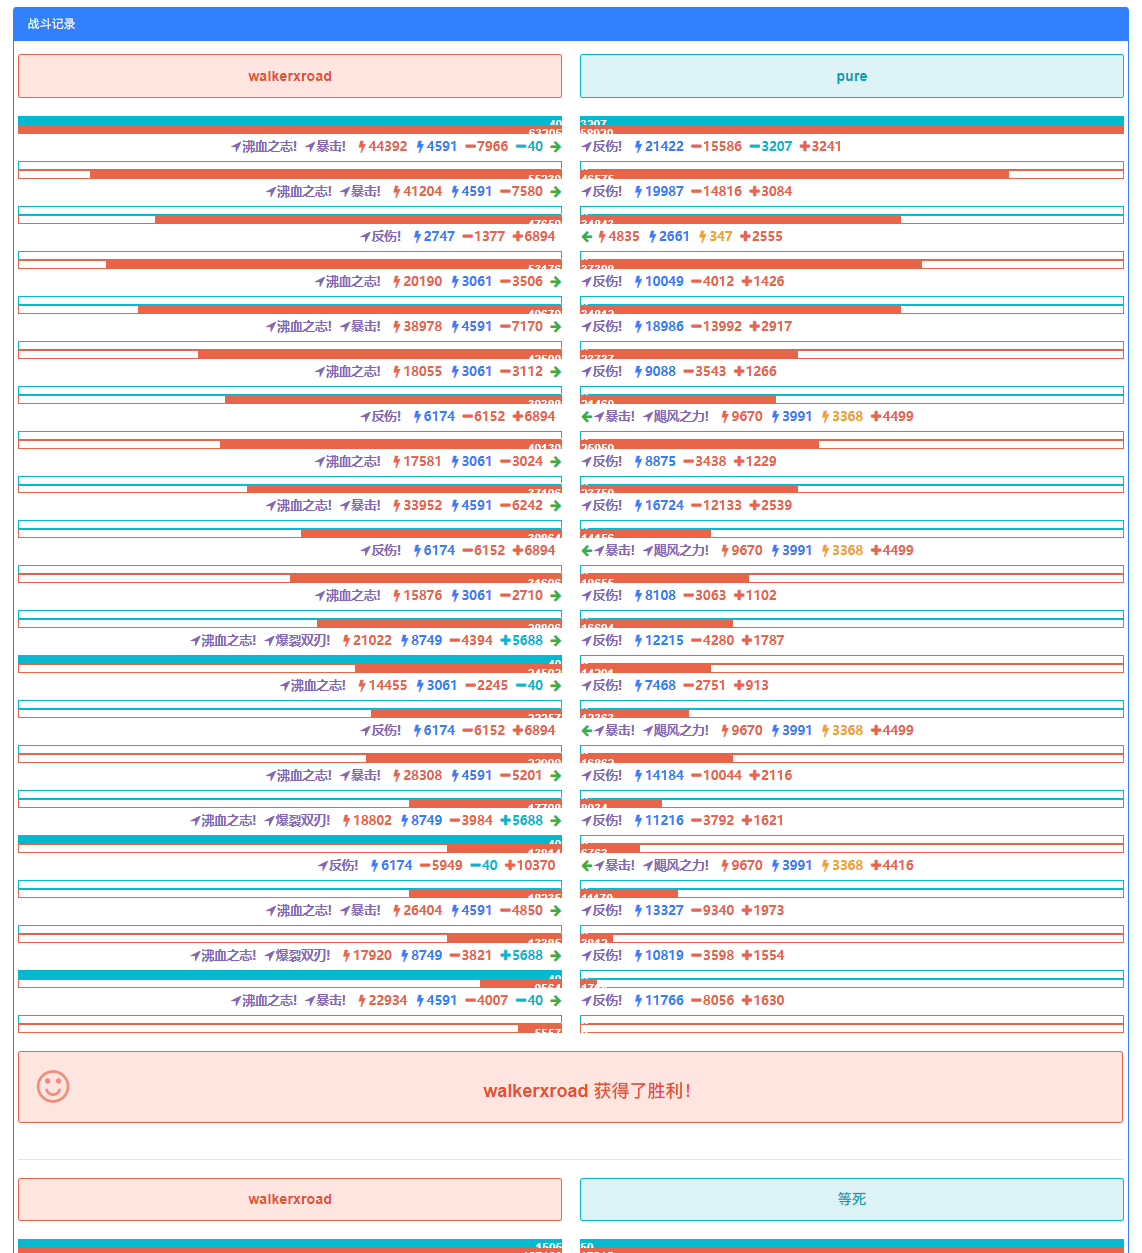 战斗记录
walkerxroad pure
沸血之志! 暴击! 44392 4591 −7966 −40 → 反伤! 21422 −15586 −3207 +3241
沸血之志! 暴击! 41204 4591 −7580 → 反伤! 19987 −14816 +3084
反伤! 2747 −1377 +6894 ← 4835 2661 347 +2555
沸血之志! 20190 3061 −3506 → 反伤! 10049 −4012 +1426
沸血之志! 暴击! 38978 4591 −7170 → 反伤! 18986 −13992 +2917
沸血之志! 18055 3061 −3112 → 反伤! 9088 −3543 +1266
反伤! 6174 −6152 +6894 ← 暴击! 飓风之力! 9670 3991 3368 +4499
沸血之志! 17581 3061 −3024 → 反伤! 8875 −3438 +1229
沸血之志! 暴击! 33952 4591 −6242 → 反伤! 16724 −12133 +2539
反伤! 6174 −6152 +6894 ← 暴击! 飓风之力! 9670 3991 3368 +4499
沸血之志! 15876 3061 −2710 → 反伤! 8108 −3063 +1102
沸血之志! 爆裂双刃! 21022 8749 −4394 +5688 → 反伤! 12215 −4280 +1787
沸血之志! 14455 3061 −2245 −40 → 反伤! 7468 −2751 +913
反伤! 6174 −6152 +6894 ← 暴击! 飓风之力! 9670 3991 3368 +4499
沸血之志! 暴击! 28308 4591 −5201 → 反伤! 14184 −10044 +2116
沸血之志! 爆裂双刃! 18802 8749 −3984 +5688 → 反伤! 11216 −3792 +1621
反伤! 6174 −5949 −40 +10370 ← 暴击! 飓风之力! 9670 3991 3368 +4416
沸血之志! 暴击! 26404 4591 −4850 → 反伤! 13327 −9340 +1973
沸血之志! 爆裂双刃! 17920 8749 −3821 +5688 → 反伤! 10819 −3598 +1554
沸血之志! 暴击! 22934 4591 −4007 −40 → 反伤! 11766 −8056 +1630
walkerxroad 获得了胜利!
walkerxroad 等死